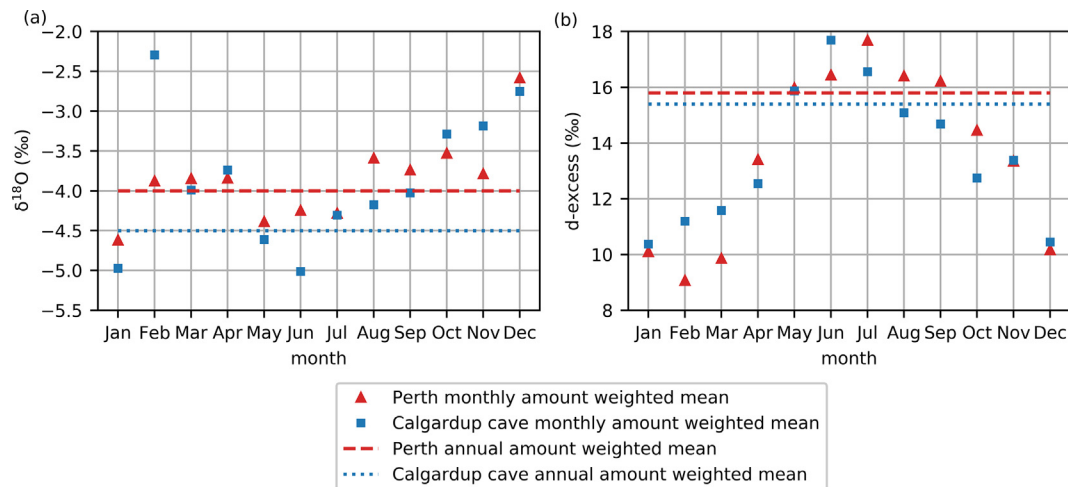 (a)
−2.0
−2.5
−3.0
−3.5
−4.0
−4.5
−5.0
−5.5
δ¹⁸O (‰)
Jan Feb Mar Apr May Jun Jul Aug Sep Oct Nov Dec
month
(b)
18
16
14
12
10
8
d-excess (‰)
Jan Feb Mar Apr May Jun Jul Aug Sep Oct Nov Dec
month
Perth monthly amount weighted mean
Calgardup cave monthly amount weighted mean
Perth annual amount weighted mean
Calgardup cave annual amount weighted mean